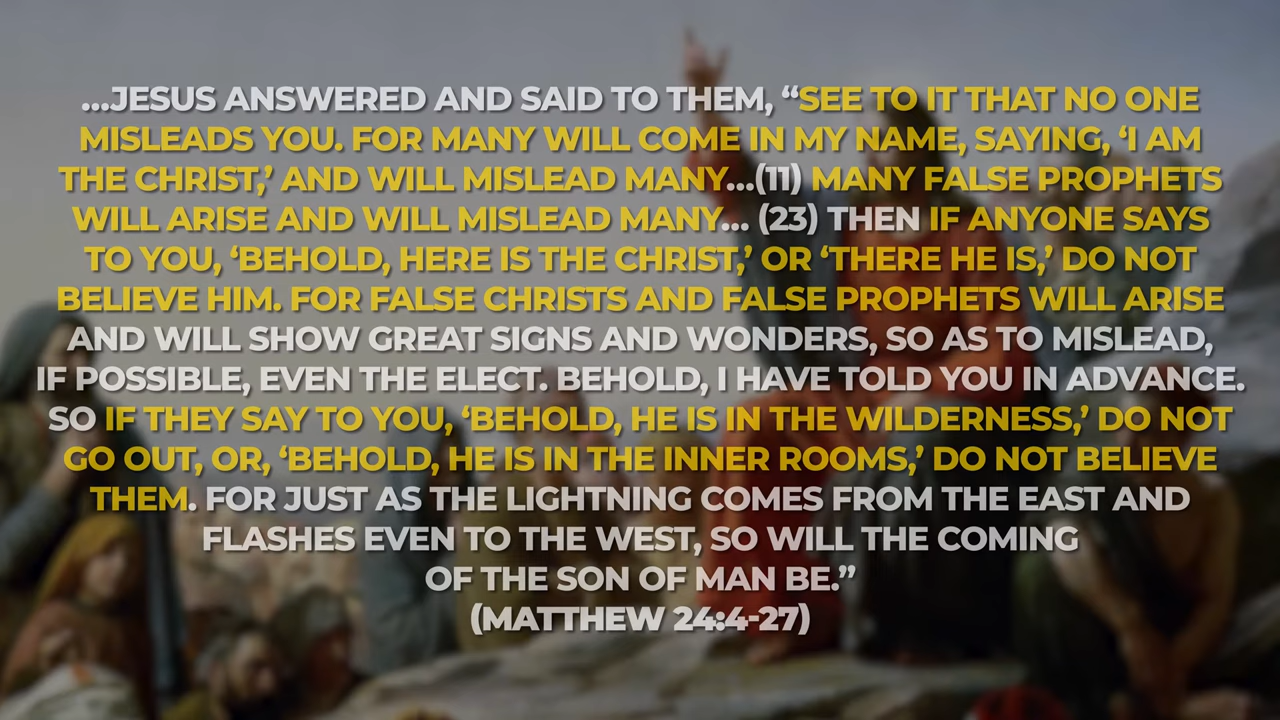 ...JESUS ANSWERED AND SAID TO THEM, “SEE TO IT THAT NO ONE
MISLEADS YOU. FOR MANY WILL COME IN MY NAME, SAYING, ‘I AM
THE CHRIST,’ AND WILL MISLEAD MANY...(11) MANY FALSE PROPHETS
WILL ARISE AND WILL MISLEAD MANY... (23) THEN IF ANYONE SAYS
TO YOU, ‘BEHOLD, HERE IS THE CHRIST,’ OR ‘THERE HE IS,’ DO NOT
BELIEVE HIM. FOR FALSE CHRISTS AND FALSE PROPHETS WILL ARISE
AND WILL SHOW GREAT SIGNS AND WONDERS, SO AS TO MISLEAD,
IF POSSIBLE, EVEN THE ELECT. BEHOLD, I HAVE TOLD YOU IN ADVANCE.
SO IF THEY SAY TO YOU, ‘BEHOLD, HE IS IN THE WILDERNESS,’ DO NOT
GO OUT, OR, ‘BEHOLD, HE IS IN THE INNER ROOMS,’ DO NOT BELIEVE
THEM. FOR JUST AS THE LIGHTNING COMES FROM THE EAST AND
FLASHES EVEN TO THE WEST, SO WILL THE COMING
OF THE SON OF MAN BE.”
(MATTHEW 24:4-27)